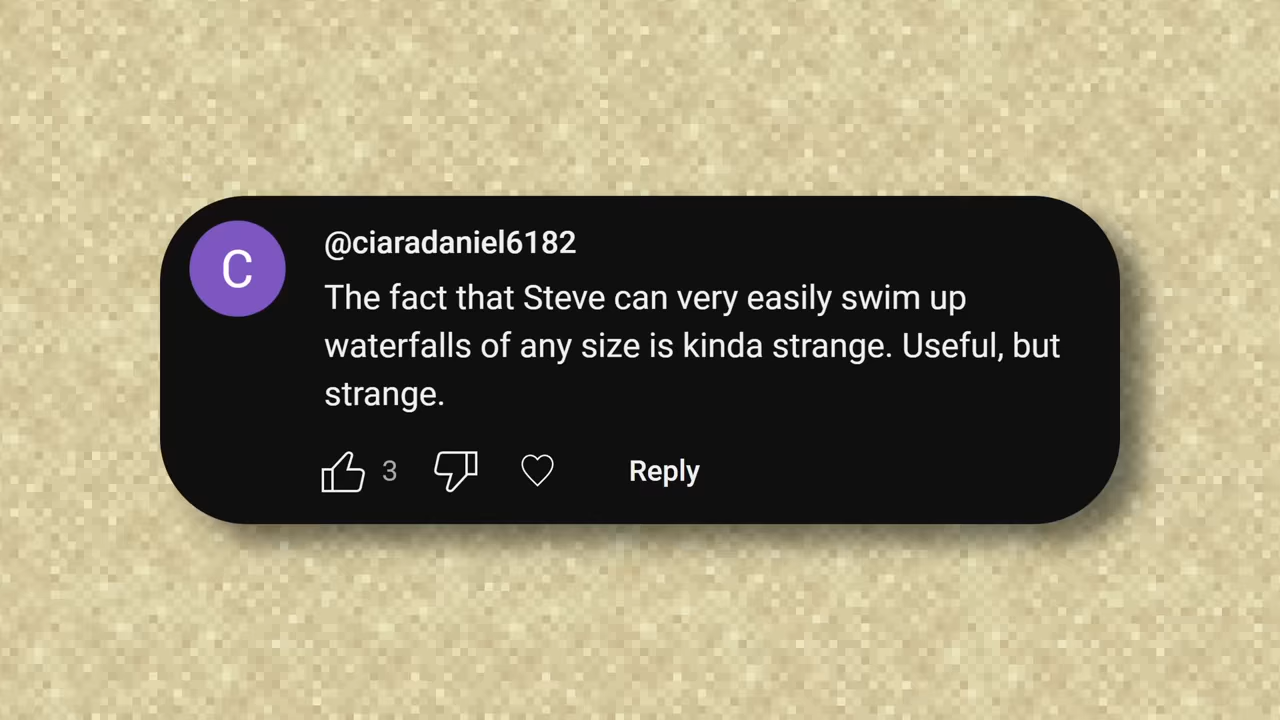 C
@ciaradaniel6182
The fact that Steve can very easily swim up
waterfalls of any size is kinda strange. Useful, but
strange.
3 Reply